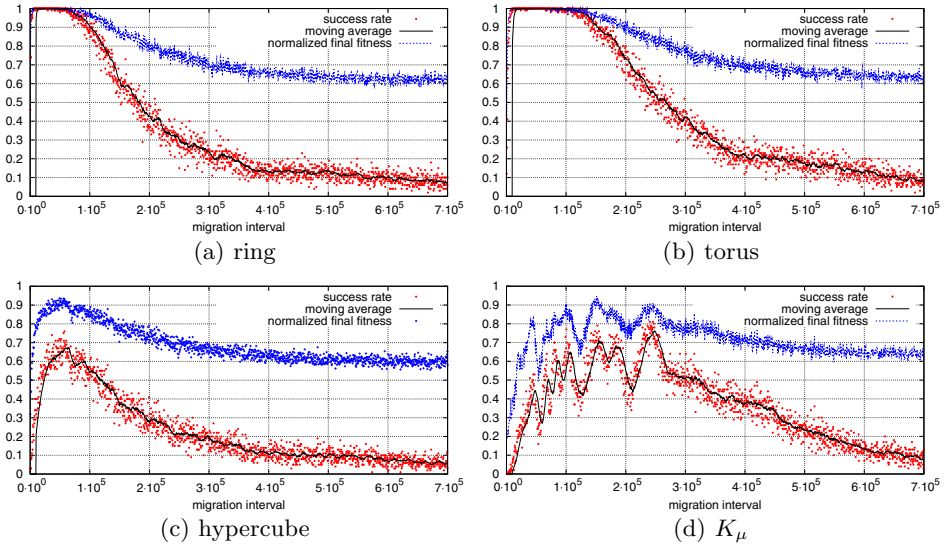 success rate
moving average
normalized final fitness
1
0.9
0.8
0.7
0.6
0.5
0.4
0.3
0.2
0.1
0
0·10⁰ 1·10⁵ 2·10⁵ 3·10⁵ 4·10⁵ 5·10⁵ 6·10⁵ 7·10⁵
migration interval
(a) ring
success rate
moving average
normalized final fitness
1
0.9
0.8
0.7
0.6
0.5
0.4
0.3
0.2
0.1
0
0·10⁰ 1·10⁵ 2·10⁵ 3·10⁵ 4·10⁵ 5·10⁵ 6·10⁵ 7·10⁵
migration interval
(b) torus
success rate
moving average
normalized final fitness
1
0.9
0.8
0.7
0.6
0.5
0.4
0.3
0.2
0.1
0
0·10⁰ 1·10⁵ 2·10⁵ 3·10⁵ 4·10⁵ 5·10⁵ 6·10⁵ 7·10⁵
migration interval
(c) hypercube
success rate
moving average
normalized final fitness
1
0.9
0.8
0.7
0.6
0.5
0.4
0.3
0.2
0.1
0
0·10⁰ 1·10⁵ 2·10⁵ 3·10⁵ 4·10⁵ 5·10⁵ 6·10⁵ 7·10⁵
migration interval
(d) K_μ